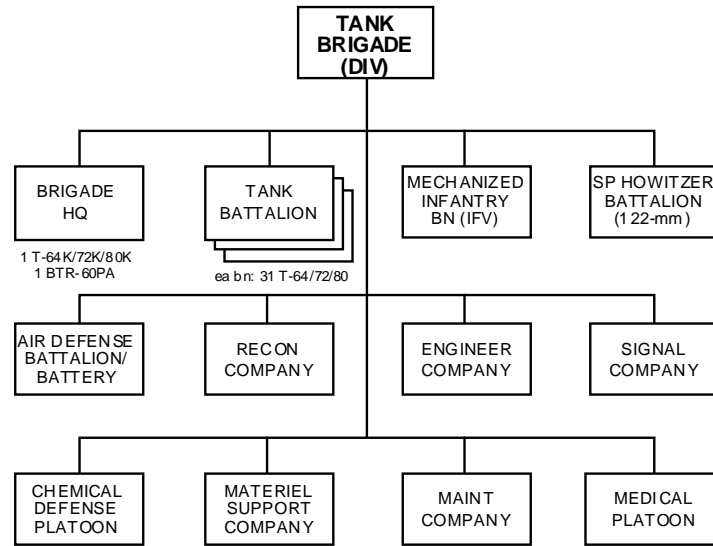 TANK
BRIGADE
(DIV)
BRIGADE
HQ
TANK
BATTALION
MECHANIZED
INFANTRY
BN (IFV)
SP HOWITZER
BATTALION
(122-mm)
1 T-64K/72K/80K
1 BTR-60PA
ea bn: 31 T-64/72/80
AIR DEFENSE
BATTALION/
BATTERY
RECON
COMPANY
ENGINEER
COMPANY
SIGNAL
COMPANY
CHEMICAL
DEFENSE
PLATOON
MATERIEL
SUPPORT
COMPANY
MAINT
COMPANY
MEDICAL
PLATOON